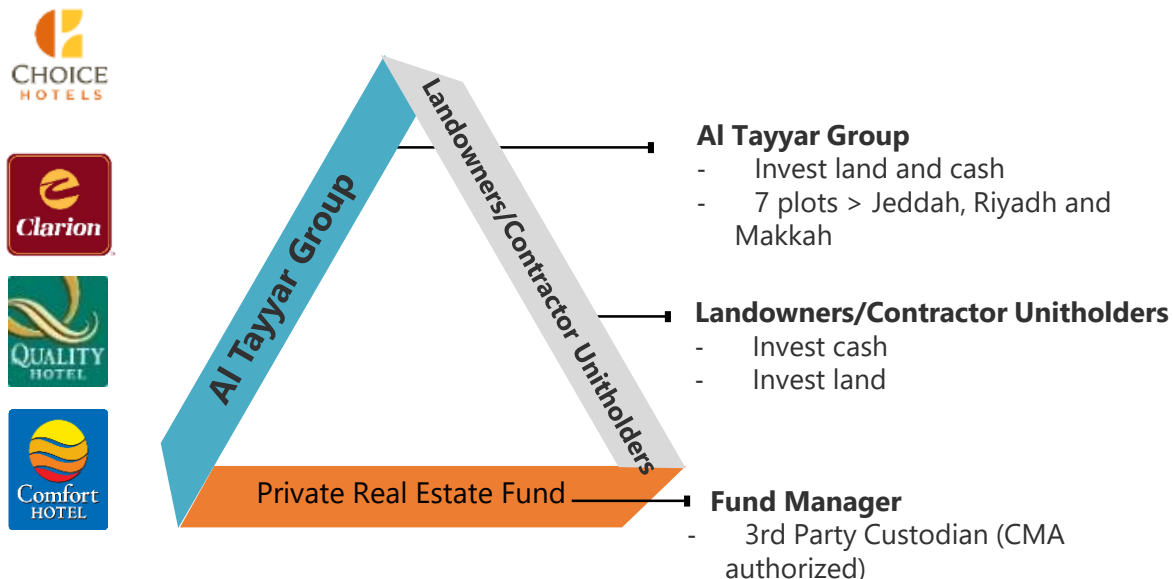 CHOICE
HOTELS
Clarion
QUALITY
HOTEL
Comfort
HOTEL
Al Tayyar Group
Landowners/Contractor Unitholders
Private Real Estate Fund
Al Tayyar Group
- Invest land and cash
- 7 plots > Jeddah, Riyadh and
Makkah
Landowners/Contractor Unitholders
- Invest cash
- Invest land
Fund Manager
- 3rd Party Custodian (CMA
authorized)